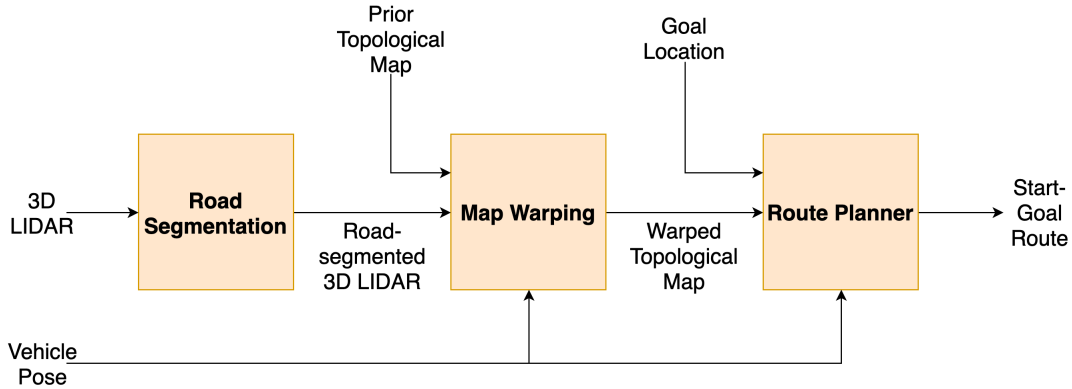 Prior
Topological
Map
Goal
Location
3D
LIDAR
Road
Segmentation
Road-
segmented
3D LIDAR
Map Warping
Warped
Topological
Map
Route Planner
Start-
Goal
Route
Vehicle
Pose